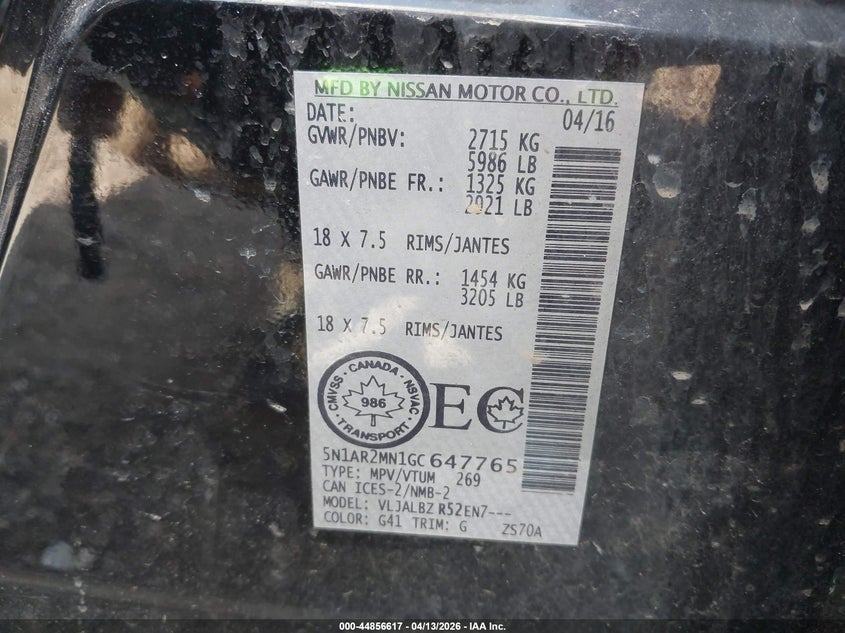 MFD BY NISSAN MOTOR CO., LTD.
DATE: 04/16
GVWR/PNBV: 2715 KG
5986 LB
GAWR/PNBE FR.: 1325 KG
2921 LB
18 X 7.5 RIMS/JANTES
GAWR/PNBE RR.: 1454 KG
3205 LB
18 X 7.5 RIMS/JANTES
CMVSS · CANADA · NSVAC · TRANSPORT ·
986
EC
5N1AR2MN1GC647765
TYPE: MPV/VTUM 269
CAN ICES-2/NMB-2
MODEL: VLJALBZ R52EN7---
COLOR: G41 TRIM: G ZS70A
000-44856617 - 04/13/2026 - IAA Inc.